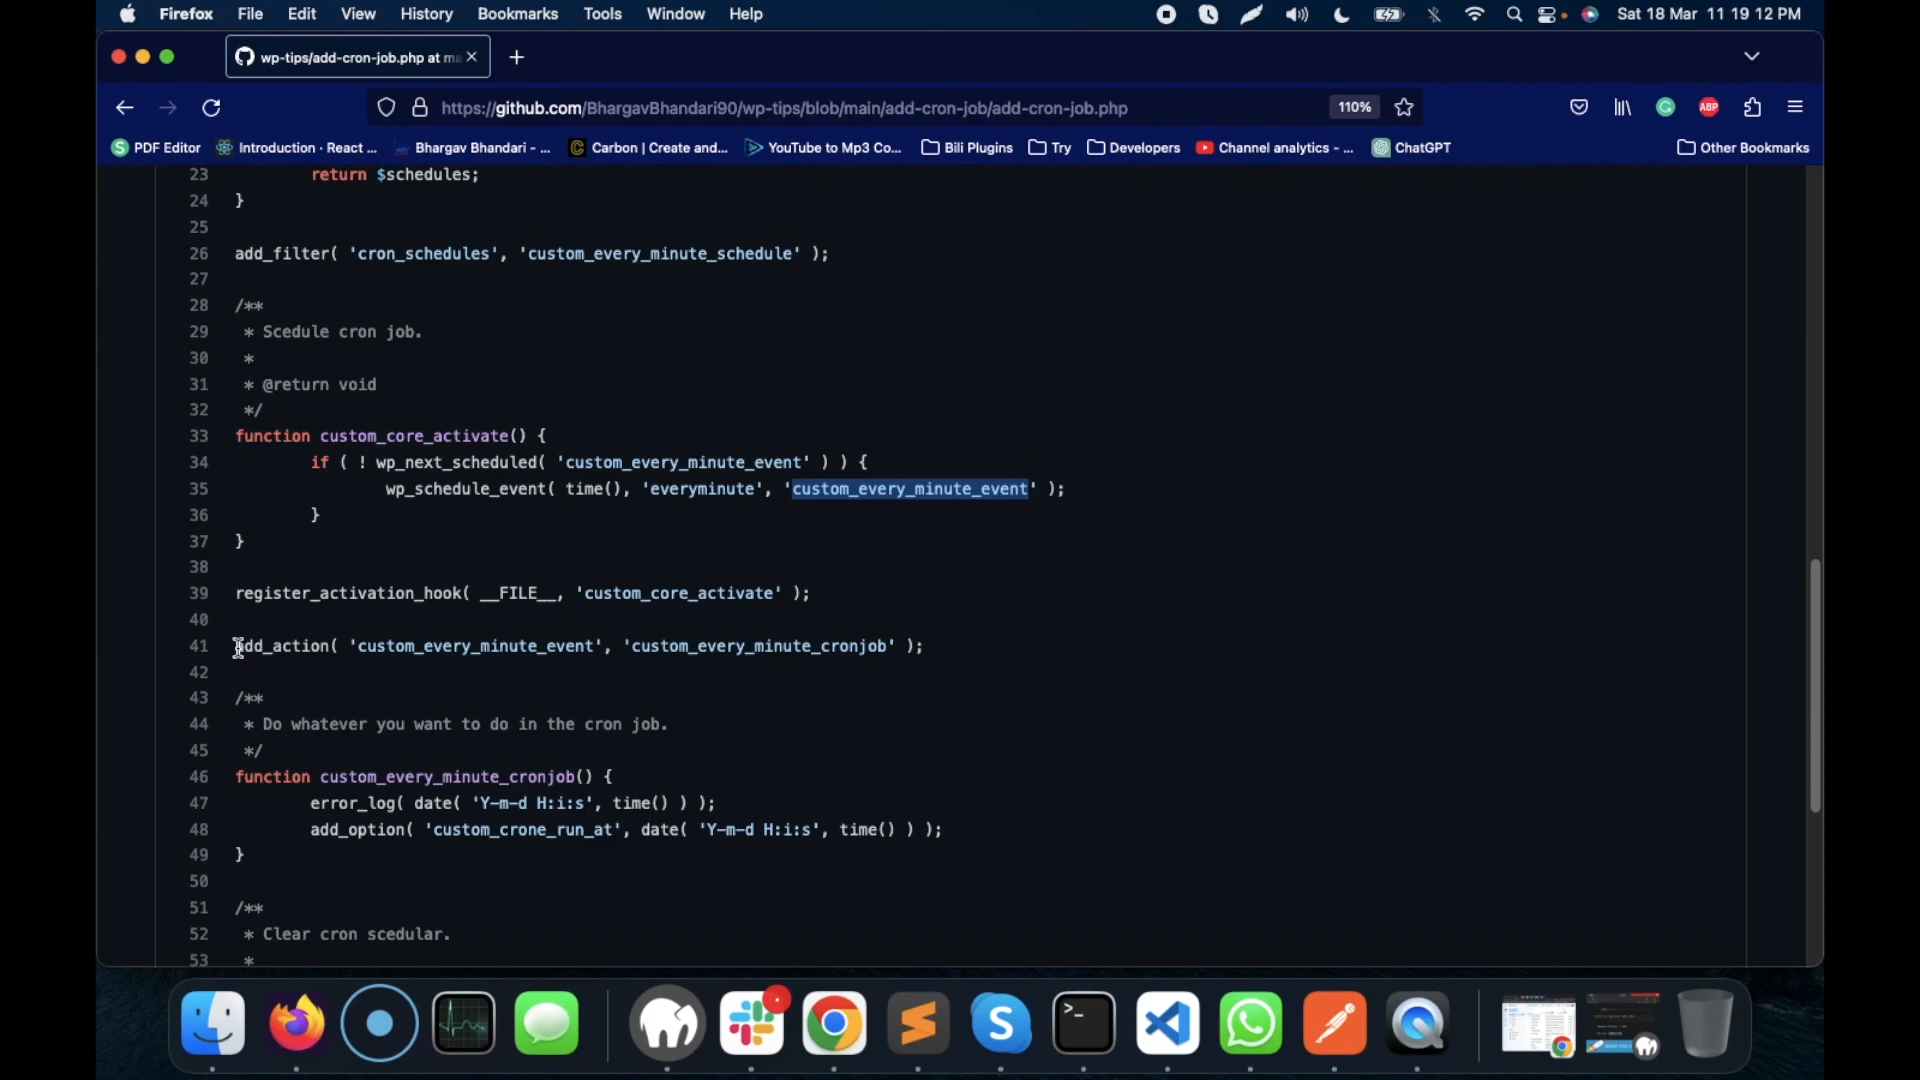 Firefox File Edit View History Bookmarks Tools Window Help Sat 18 Mar 11 19 12 PM
wp-tips/add-cron-job.php at ma
https://github.com/BhargavBhandari90/wp-tips/blob/main/add-cron-job/add-cron-job.php 110% ABP
S PDF Editor Introduction · React ... Bhargav Bhandari - ... C Carbon | Create and... YouTube to Mp3 Co... Bili Plugins Try Developers Channel analytics - ... ChatGPT Other Bookmarks
23 return $schedules;
24 }
25
26 add_filter( 'cron_schedules', 'custom_every_minute_schedule' );
27
28 /**
29 * Scedule cron job.
30 *
31 * @return void
32 */
33 function custom_core_activate() {
34 if ( ! wp_next_scheduled( 'custom_every_minute_event' ) ) {
35 wp_schedule_event( time(), 'everyminute', 'custom_every_minute_event' );
36 }
37 }
38
39 register_activation_hook( __FILE__, 'custom_core_activate' );
40
41 add_action( 'custom_every_minute_event', 'custom_every_minute_cronjob' );
42
43 /**
44 * Do whatever you want to do in the cron job.
45 */
46 function custom_every_minute_cronjob() {
47 error_log( date( 'Y-m-d H:i:s', time() ) );
48 add_option( 'custom_crone_run_at', date( 'Y-m-d H:i:s', time() ) );
49 }
50
51 /**
52 * Clear cron scedular.
53 *